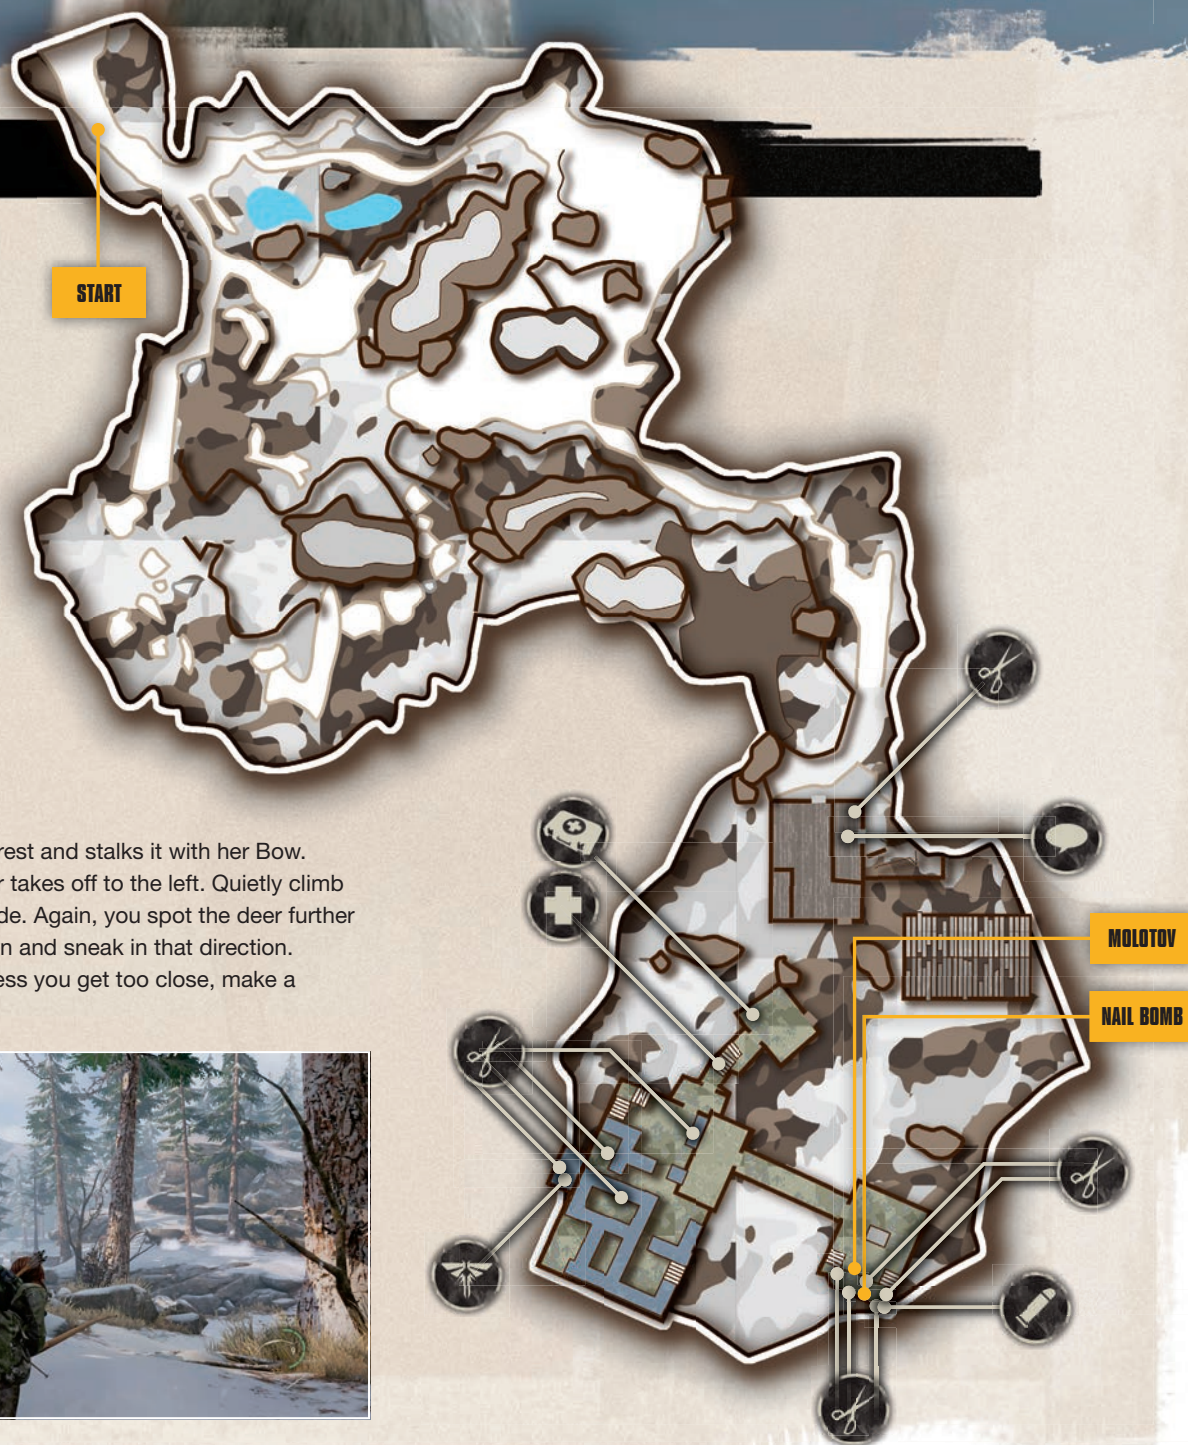 START
rest and stalks it with her Bow.
r takes off to the left. Quietly climb
de. Again, you spot the deer further
n and sneak in that direction.
ess you get too close, make a
MOLOTOV
NAIL BOMB